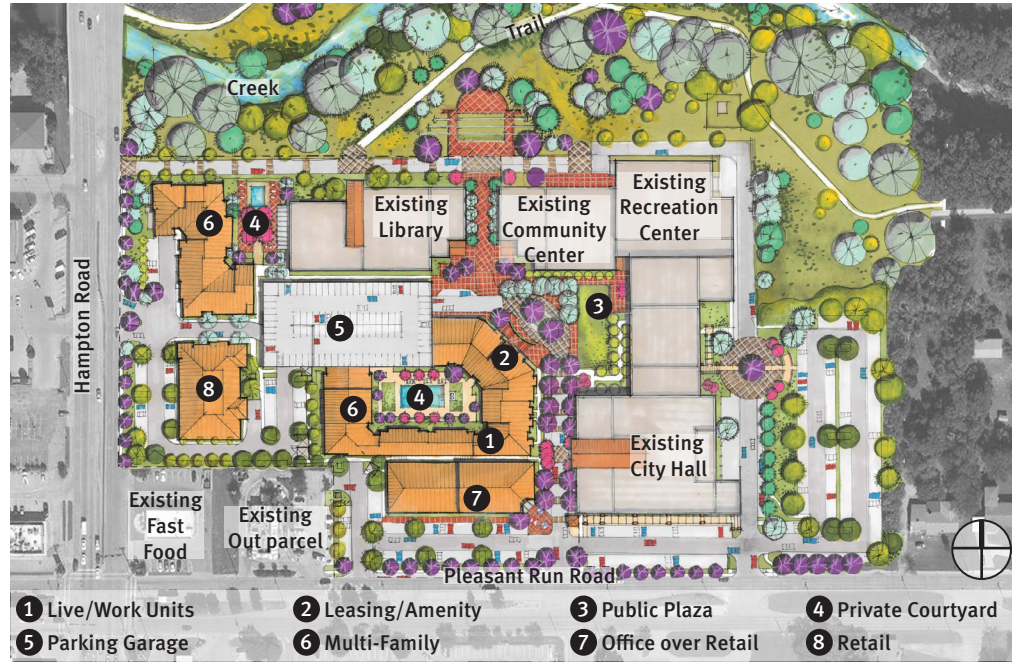 Trail
Creek
Existing
Library
Existing
Community
Center
Existing
Recreation
Center
6
4
3
5
2
Hampton Road
8
6
4
1
Existing
City Hall
7
Existing
Fast
Food
Existing
Out parcel
Pleasant Run Road
1 Live/Work Units
2 Leasing/Amenity
3 Public Plaza
4 Private Courtyard
5 Parking Garage
6 Multi-Family
7 Office over Retail
8 Retail